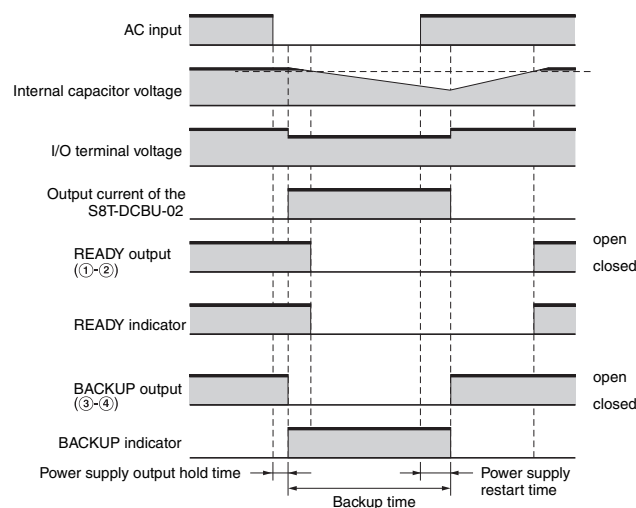 AC input
Internal capacitor voltage
I/O terminal voltage
Output current of the
S8T-DCBU-02
READY output
(①-②)
open
closed
READY indicator
BACKUP output
(③-④)
open
closed
BACKUP indicator
Power supply output hold time
Backup time
Power supply
restart time